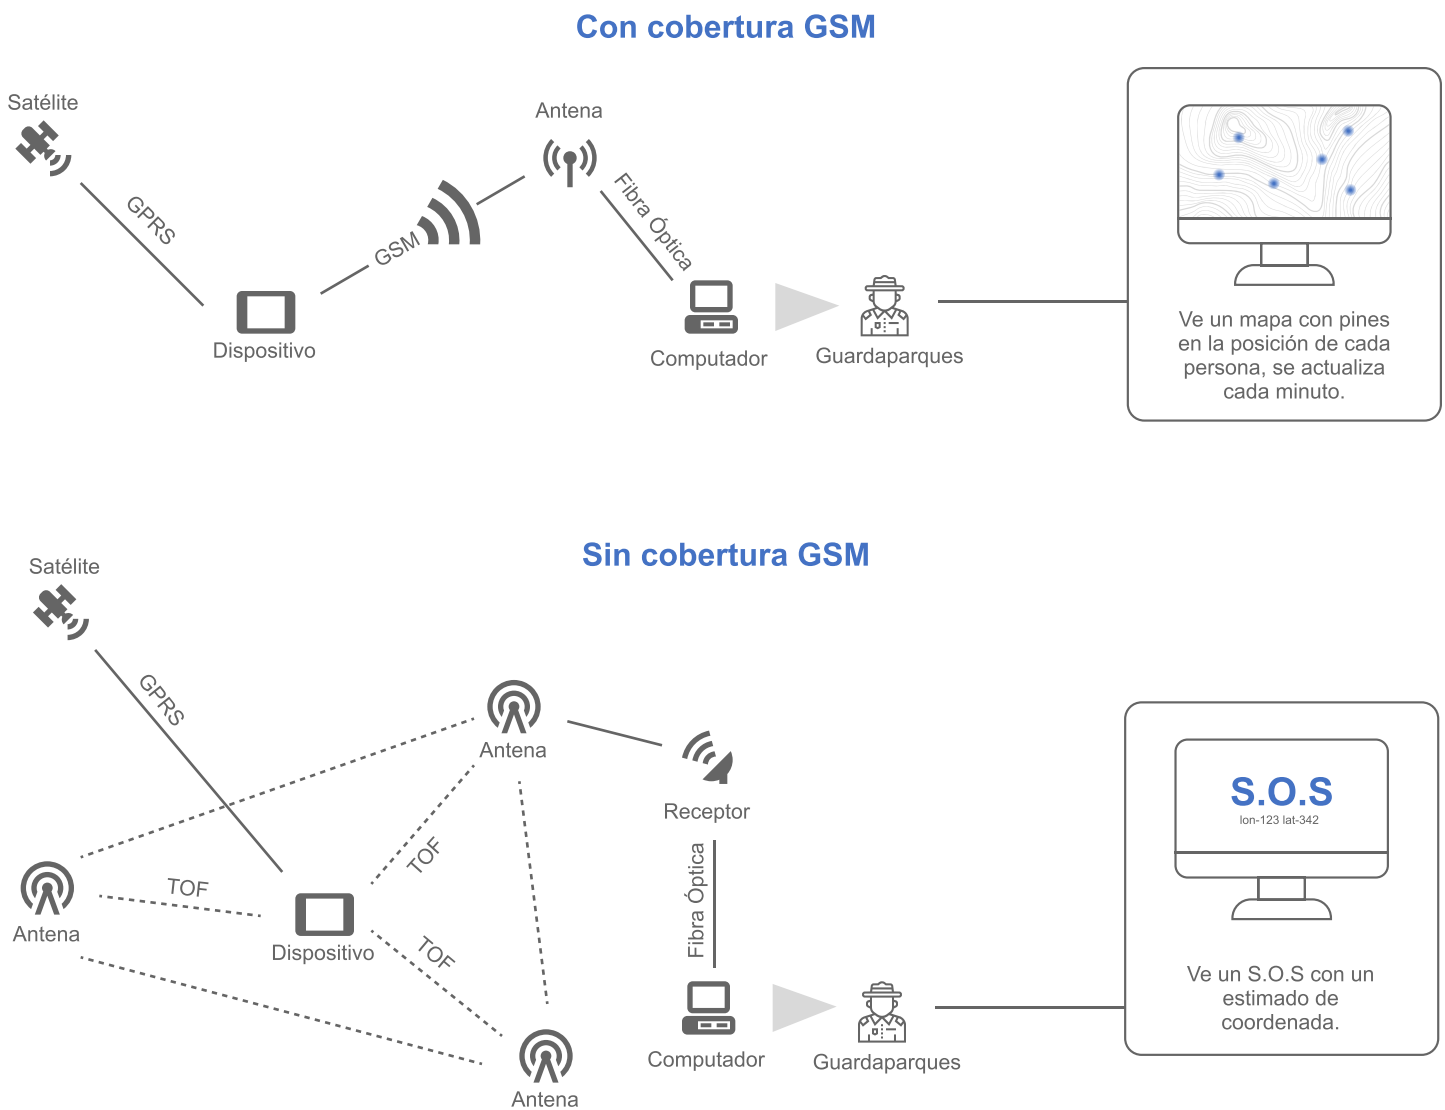 Con cobertura GSM
Satélite
Antena
GPRS
GSM
Fibra Óptica
Dispositivo
Computador
Guardaparques
Ve un mapa con pines
en la posición de cada
persona, se actualiza
cada minuto.
Sin cobertura GSM
Satélite
GPRS
Antena
Receptor
TOF
TOF
TOF
Antena
Dispositivo
Fibra Óptica
Antena
Computador
Guardaparques
S.O.S
lon-123 lat-342
Ve un S.O.S con un
estimado de
coordenada.